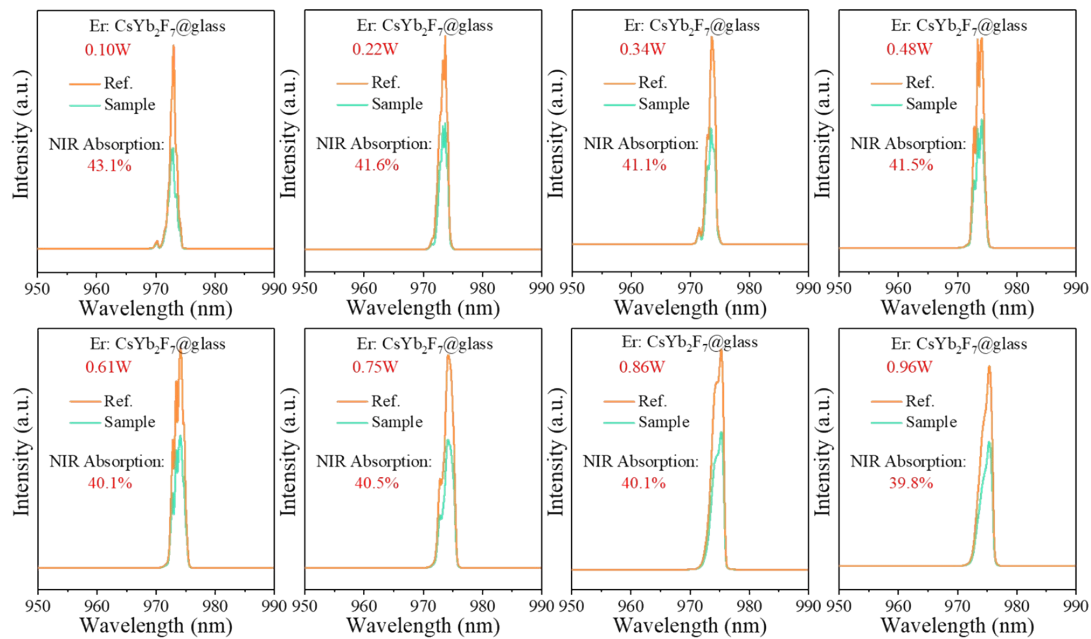 Er: CsYb₂F₇@glass
0.10W
Ref.
Sample
NIR Absorption:
43.1%
Intensity (a.u.)
950 960 970 980 990
Wavelength (nm)
Er: CsYb₂F₇@glass
0.22W
Ref.
Sample
NIR Absorption:
41.6%
Intensity (a.u.)
950 960 970 980 990
Wavelength (nm)
Er: CsYb₂F₇@glass
0.34W
Ref.
Sample
NIR Absorption:
41.1%
Intensity (a.u.)
950 960 970 980 990
Wavelength (nm)
Er: CsYb₂F₇@glass
0.48W
Ref.
Sample
NIR Absorption:
41.5%
Intensity (a.u.)
950 960 970 980 990
Wavelength (nm)
Er: CsYb₂F₇@glass
0.61W
Ref.
Sample
NIR Absorption:
40.1%
Intensity (a.u.)
950 960 970 980 990
Wavelength (nm)
Er: CsYb₂F₇@glass
0.75W
Ref.
Sample
NIR Absorption:
40.5%
Intensity (a.u.)
950 960 970 980 990
Wavelength (nm)
Er: CsYb₂F₇@glass
0.86W
Ref.
Sample
NIR Absorption:
40.1%
Intensity (a.u.)
950 960 970 980 990
Wavelength (nm)
Er: CsYb₂F₇@glass
0.96W
Ref.
Sample
NIR Absorption:
39.8%
Intensity (a.u.)
950 960 970 980 990
Wavelength (nm)